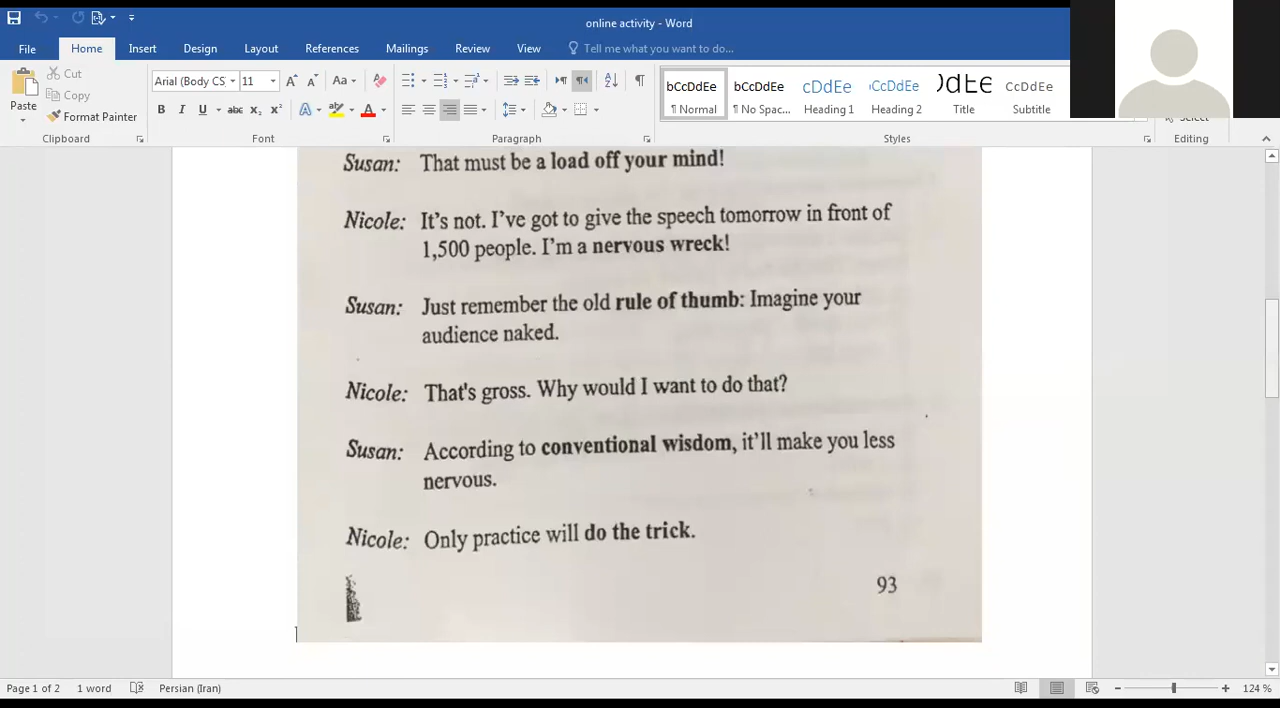 online activity - Word
File Home Insert Design Layout References Mailings Review View Tell me what you want to do...
Paste
Cut
Copy
Format Painter
Clipboard
Arial (Body CS 11
Font
Paragraph
bCcDdEe bCcDdEe cDdEe cCcDdEe DdEe CcDdEe
¶ Normal ¶ No Spac... Heading 1 Heading 2 Title Subtitle
Styles
Select
Editing
Susan: That must be a load off your mind!
Nicole: It's not. I've got to give the speech tomorrow in front of
1,500 people. I'm a nervous wreck!
Susan: Just remember the old rule of thumb: Imagine your
audience naked.
Nicole: That's gross. Why would I want to do that?
Susan: According to conventional wisdom, it'll make you less
nervous.
Nicole: Only practice will do the trick.
93
Page 1 of 2 1 word Persian (Iran) 124 %